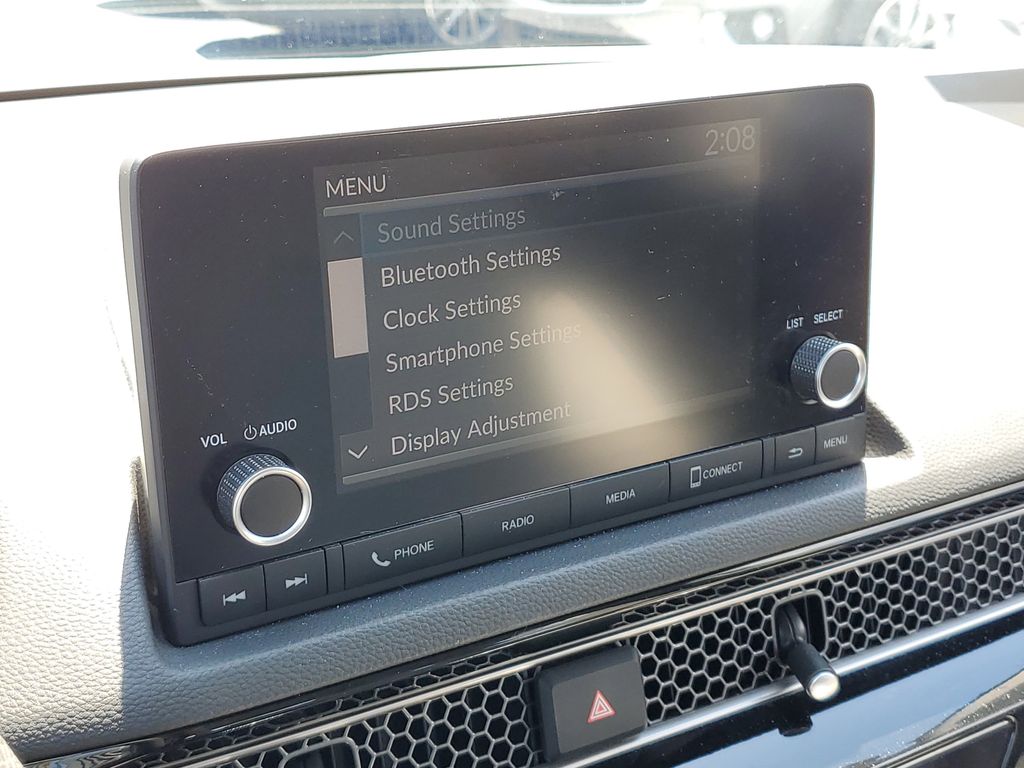 2:08
MENU
Sound Settings
Bluetooth Settings
Clock Settings
Smartphone Settings
RDS Settings
Display Adjustment
LIST SELECT
VOL AUDIO
PHONE
RADIO
MEDIA
CONNECT
MENU